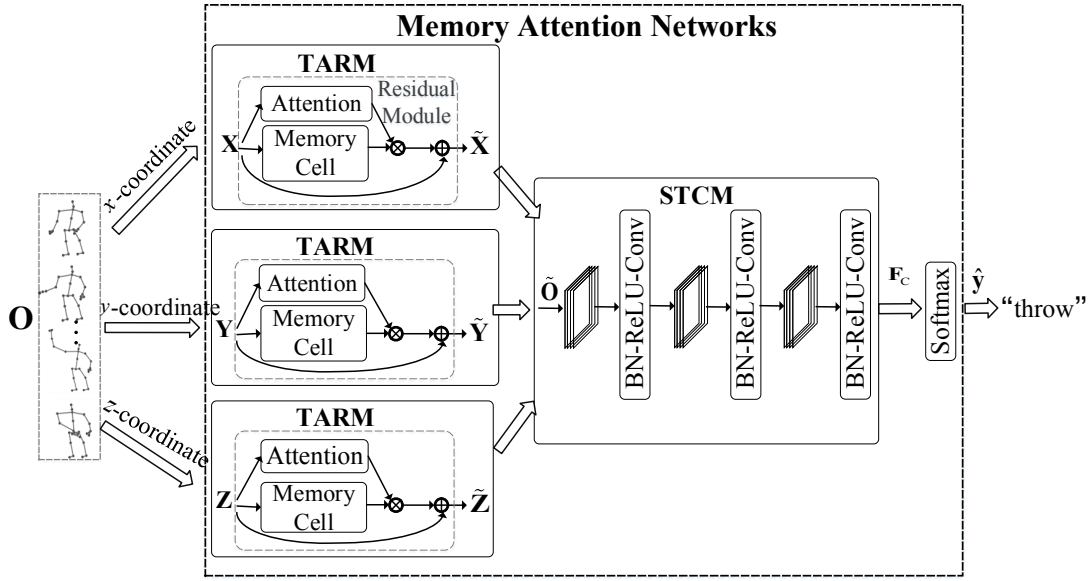 Memory Attention Networks
TARM
Residual
Module
Attention
Memory
Cell
X
X̃
x-coordinate
TARM
Attention
Memory
Cell
Y
Ỹ
y-coordinate
O
TARM
Attention
Memory
Cell
Z
Z̃
z-coordinate
STCM
Õ
BN-ReLU-Conv
BN-ReLU-Conv
BN-ReLU-Conv
F_C
Softmax
ŷ
“throw”